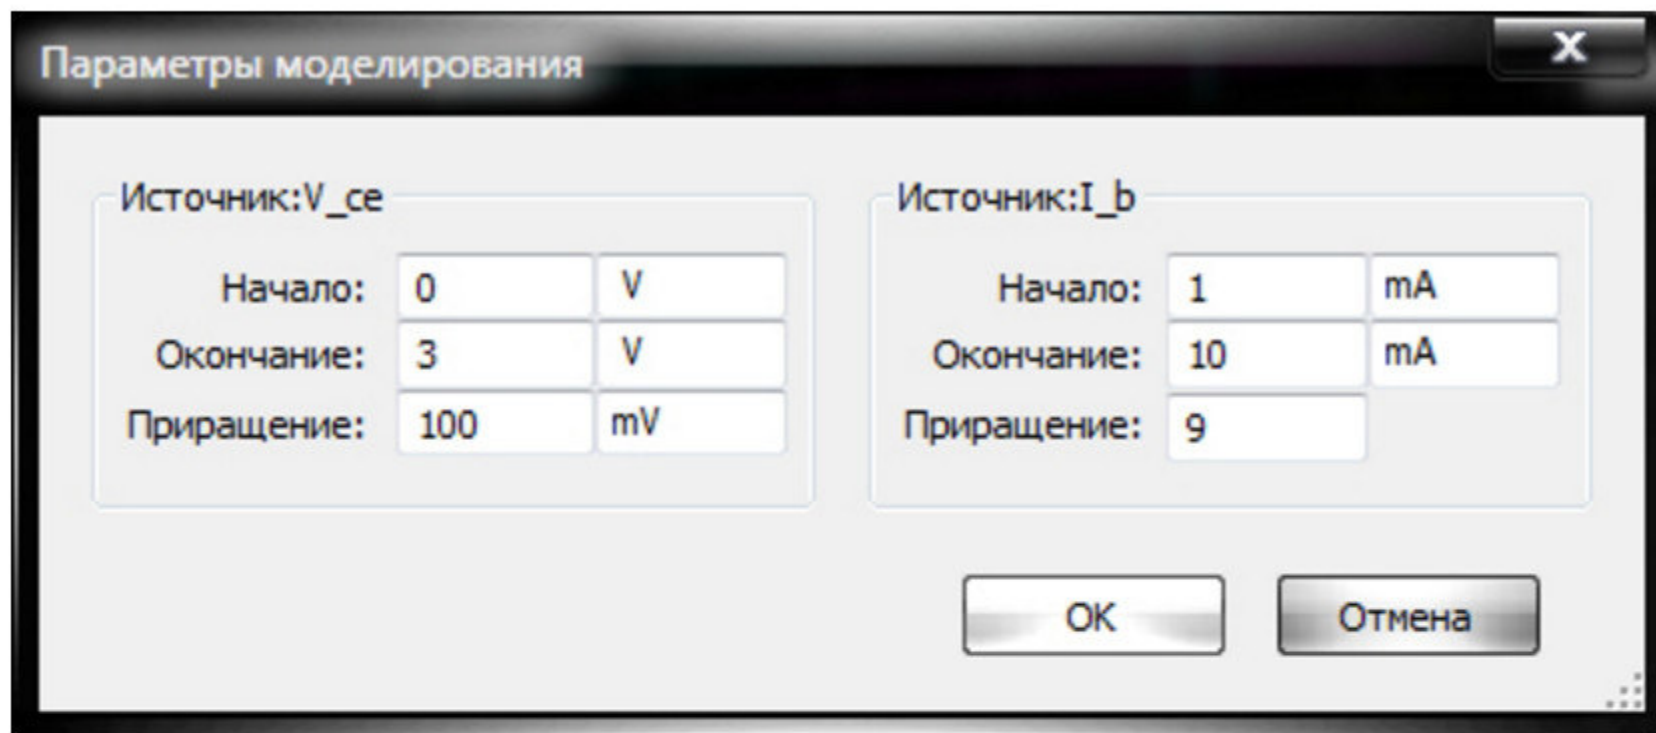 Параметры моделирования
X
Источник:V_ce
Начало: 0 V
Окончание: 3 V
Приращение: 100 mV
Источник:I_b
Начало: 1 mA
Окончание: 10 mA
Приращение: 9
OK
Отмена